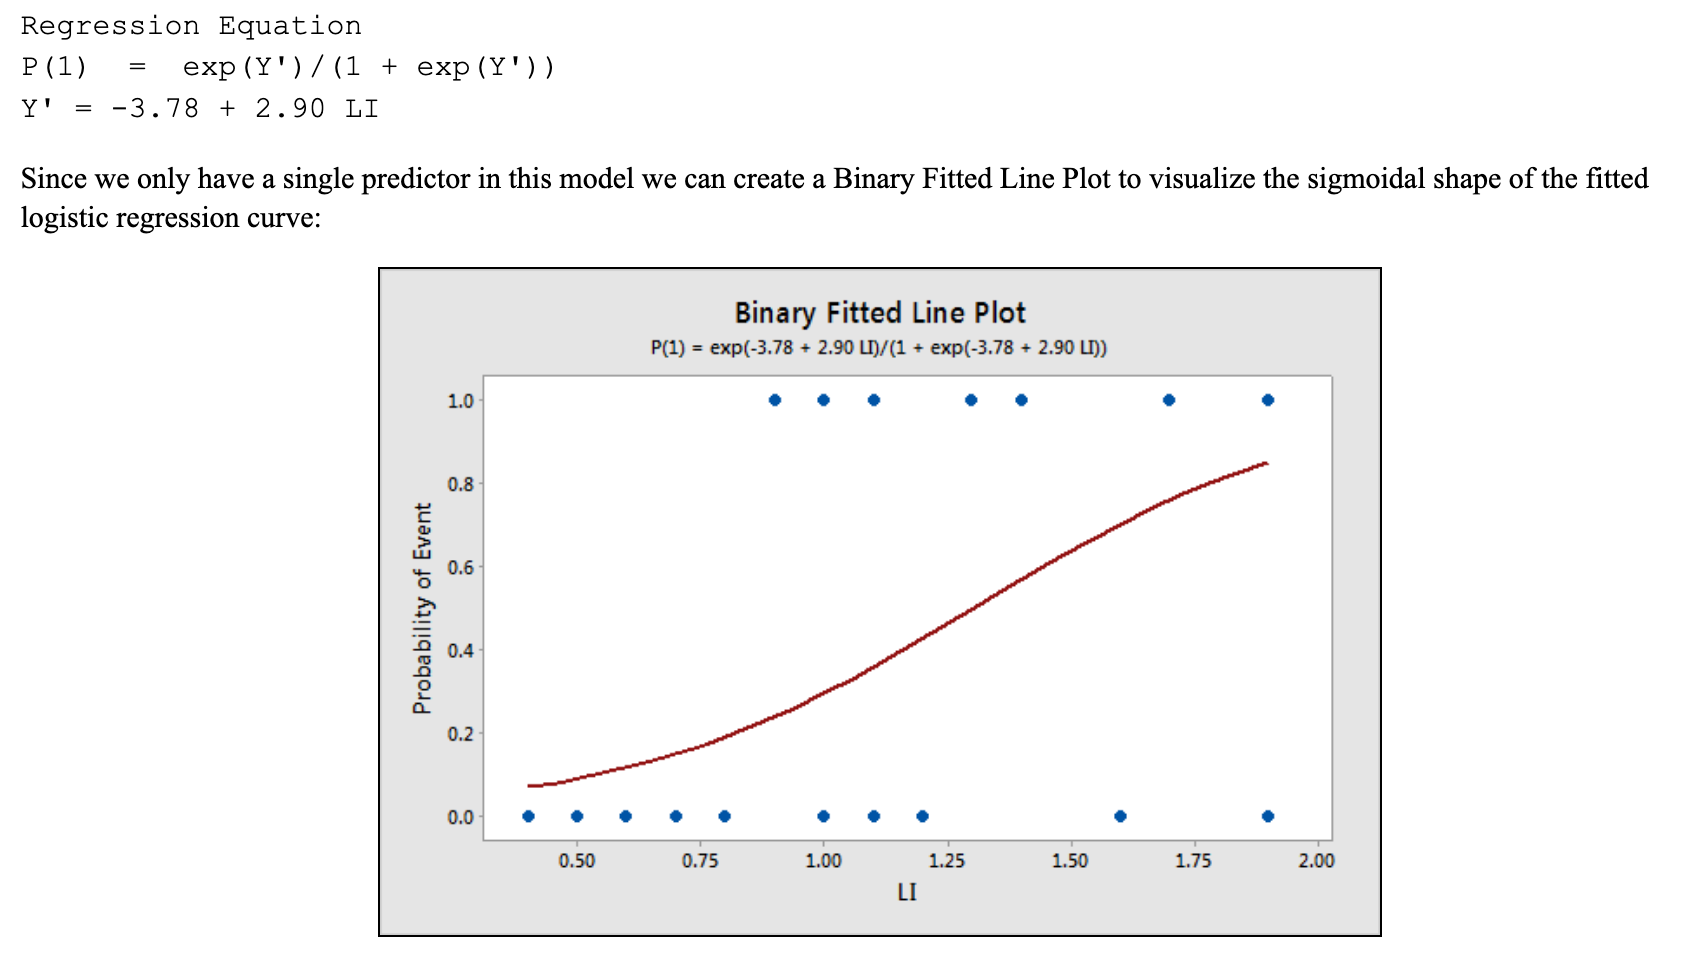 Regression Equation
P(1)  =  exp(Y')/(1 + exp(Y'))
Y' = -3.78 + 2.90 LI
Since we only have a single predictor in this model we can create a Binary Fitted Line Plot to visualize the sigmoidal shape of the fitted
logistic regression curve:
Binary Fitted Line Plot
P(1) = exp(-3.78 + 2.90 LI)/(1 + exp(-3.78 + 2.90 LI))
Probability of Event
1.0
0.8
0.6
0.4
0.2
0.0
0.50 0.75 1.00 1.25 1.50 1.75 2.00
LI